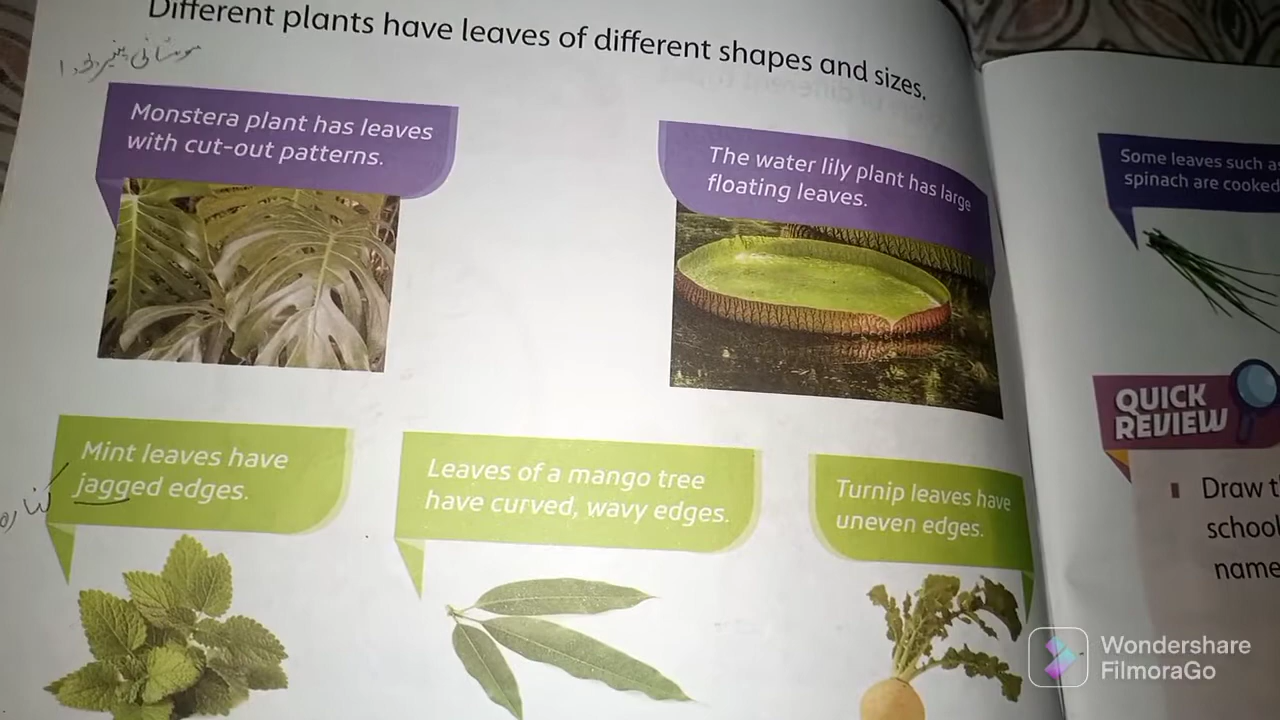 Different plants have leaves of different shapes and sizes.
Monstera plant has leaves
with cut-out patterns.
The water lily plant has large
floating leaves.
Mint leaves have
jagged edges.
کنارہ
Leaves of a mango tree
have curved, wavy edges.
Turnip leaves have
uneven edges.
Some leaves such as
spinach are cooked
QUICK
REVIEW
Draw t
school
name
Wondershare
FilmoraGo